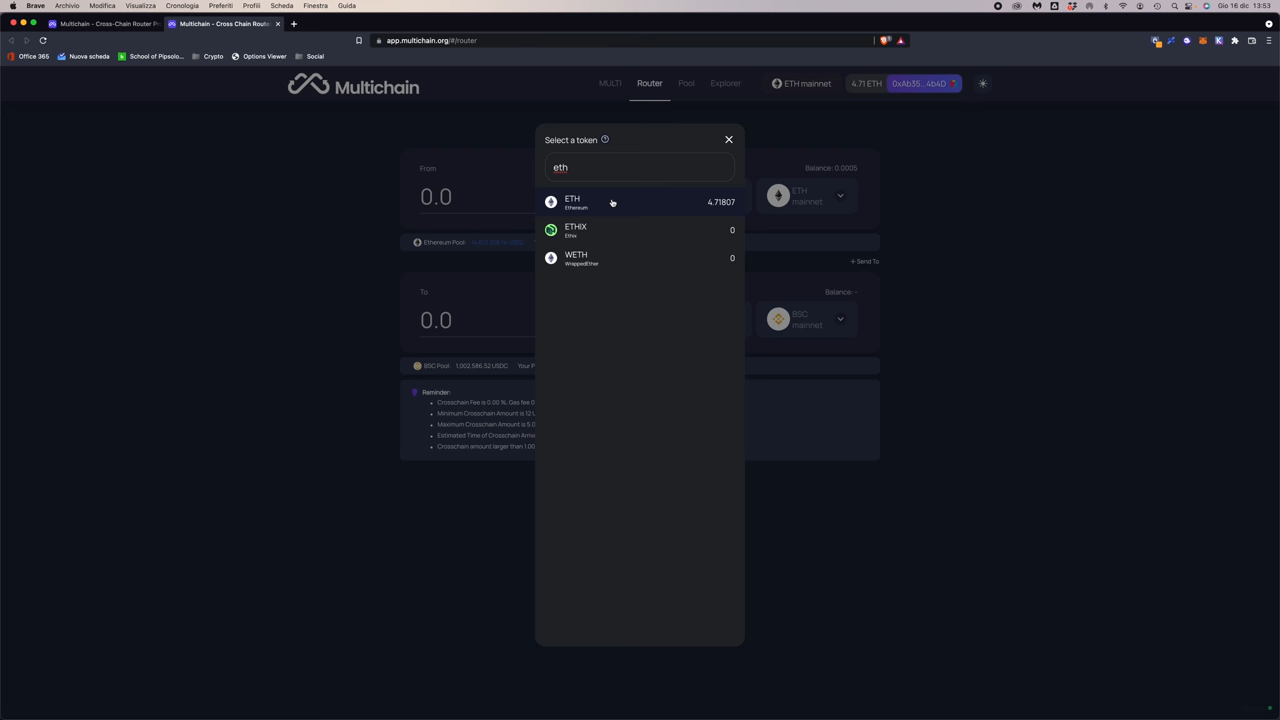 Brave Archivio Modifica Visualizza Cronologia Preferiti Profili Scheda Finestra Guida Gio 16 dic 13:53
Multichain - Cross-Chain Router P
Multichain - Cross Chain Route
app.multichain.org/#/router
Office 365 Nuova scheda School of Pipsolo... Crypto Options Viewer Social
Multichain MULTI Router Pool Explorer ETH mainnet 4.71 ETH 0xAb35...4b4D
Select a token
eth
ETH
Ethereum
4.71807
ETHIX
Ethix
0
WETH
WrappedEther
0
From
Balance: 0.0005
0.0
ETH
mainnet
Ethereum Pool:
+ Send To
To
Balance: -
0.0
BSC
mainnet
BSC Pool: 1,002,586.52 USDC Your P
Reminder:
Crosschain Fee is 0.00 %, Gas fee 0
Minimum Crosschain Amount is 12 U
Maximum Crosschain Amount is 5.0
Estimated Time of Crosschain Arriva
Crosschain amount larger than 1.00